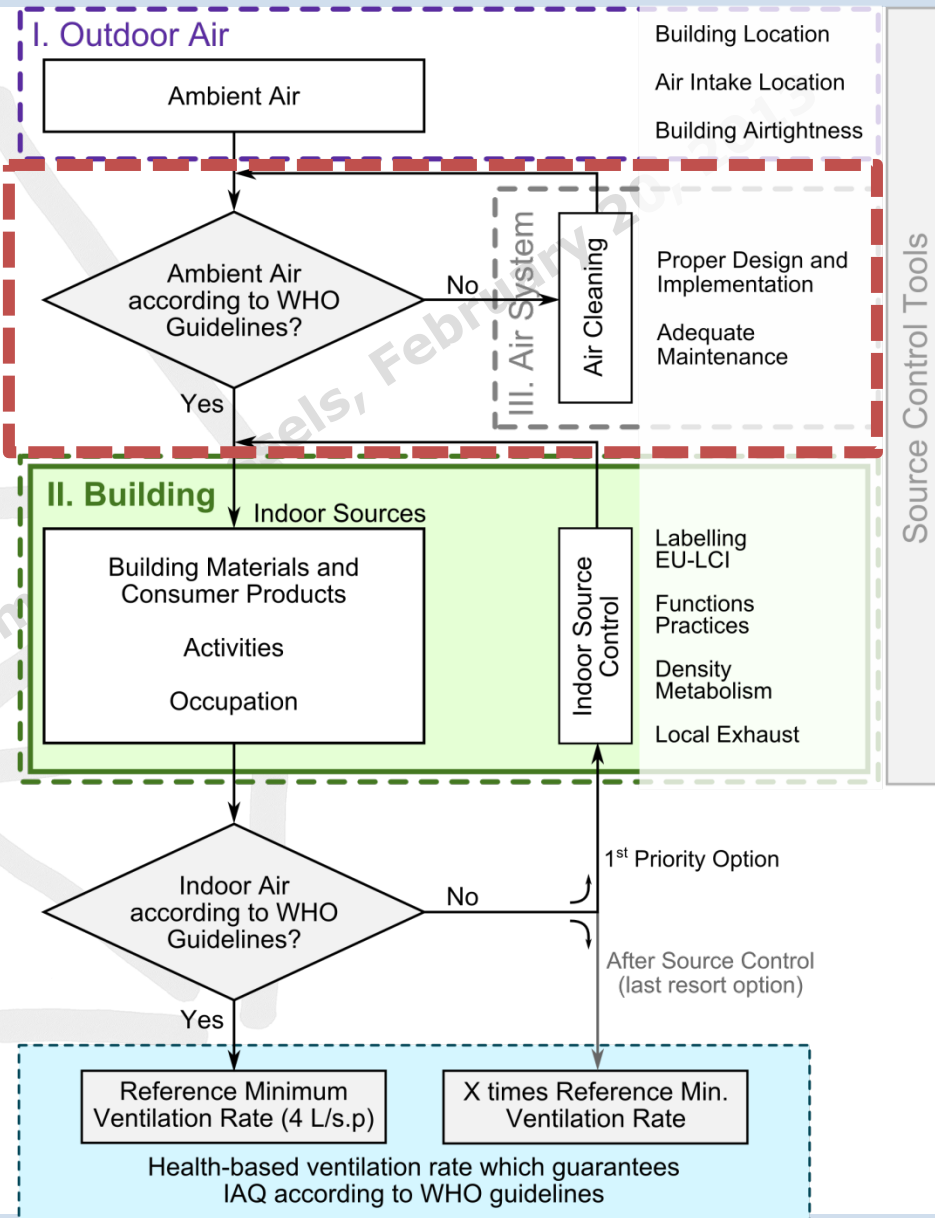 I. Outdoor Air
Ambient Air
Building Location
Air Intake Location
Building Airtightness
Ambient Air
according to WHO
Guidelines?
No
Yes
III. Air System
Air Cleaning
Proper Design and
Implementation
Adequate
Maintenance
Source Control Tools
sels, February 20, 2013
II. Building
Indoor Sources
Building Materials and
Consumer Products
Activities
Occupation
Indoor Source
Control
Labelling
EU-LCI
Functions
Practices
Density
Metabolism
Local Exhaust
Indoor Air
according to WHO
Guidelines?
No
1st Priority Option
After Source Control
(last resort option)
Yes
Reference Minimum
Ventilation Rate (4 L/s.p)
X times Reference Min.
Ventilation Rate
Health-based ventilation rate which guarantees
IAQ according to WHO guidelines